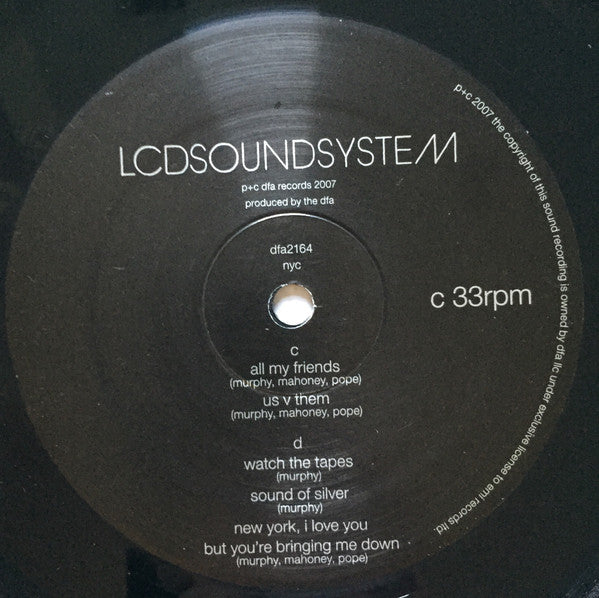 LCDSOUNDSYSTEM
p+c dfa records 2007
produced by the dfa
dfa2164
nyc
c 33rpm
c
all my friends
(murphy, mahoney, pope)
us v them
(murphy, mahoney, pope)
d
watch the tapes
(murphy)
sound of silver
(murphy)
new york, i love you
but you're bringing me down
(murphy, mahoney, pope)
p+c 2007 the copyright of this sound recording is owned by dfa llc under exclusive license to emi records ltd.